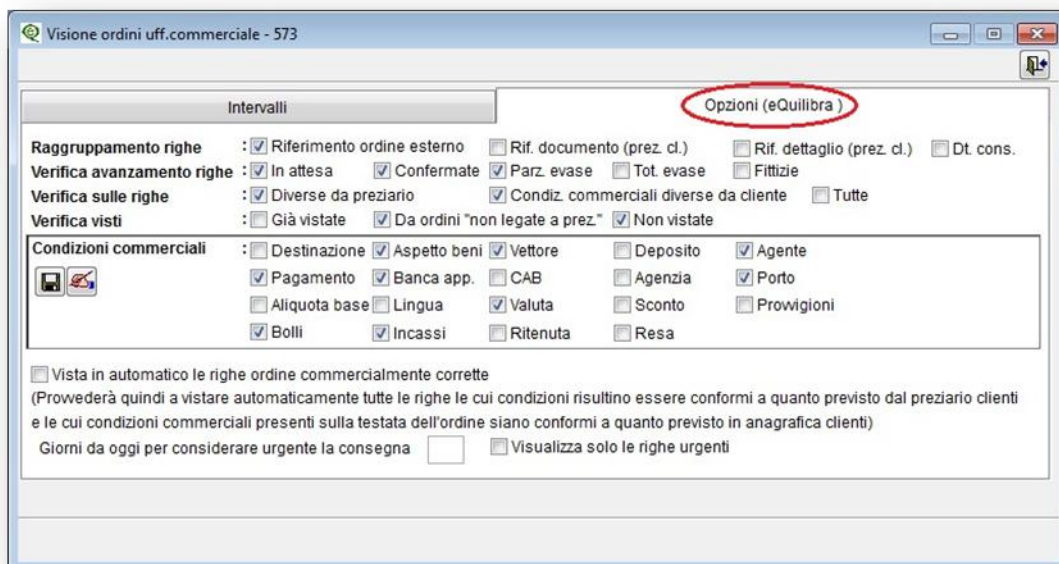 Visione ordini uff.commerciale - 573
Intervalli Opzioni (eQuilibra )
Raggruppamento righe : Riferimento ordine esterno Rif. documento (prez. cl.) Rif. dettaglio (prez. cl.) Dt. cons.
Verifica avanzamento righe : In attesa Confermate Parz. evase Tot. evase Fittizie
Verifica sulle righe : Diverse da preziario Condiz. commerciali diverse da cliente Tutte
Verifica visti : Già vistate Da ordini "non legate a prez." Non vistate
Condizioni commerciali : Destinazione Aspetto beni Vettore Deposito Agente
Pagamento Banca app. CAB Agenzia Porto
Aliquota base Lingua Valuta Sconto Provvigioni
Bolli Incassi Ritenuta Resa
Vista in automatico le righe ordine commercialmente corrette
(Provvederà quindi a vistare automaticamente tutte le righe le cui condizioni risultino essere conformi a quanto previsto dal preziario clienti
e le cui condizioni commerciali presenti sulla testata dell'ordine siano conformi a quanto previsto in anagrafica clienti)
Giorni da oggi per considerare urgente la consegna Visualizza solo le righe urgenti